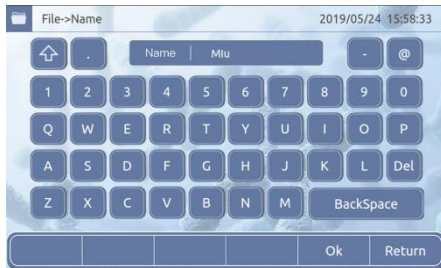 File->Name 2019/05/24 15:58:33
. Name | Mlu - @
1 2 3 4 5 6 7 8 9 0
Q W E R T Y U I O P
A S D F G H J K L Del
Z X C V B N M BackSpace
Ok Return